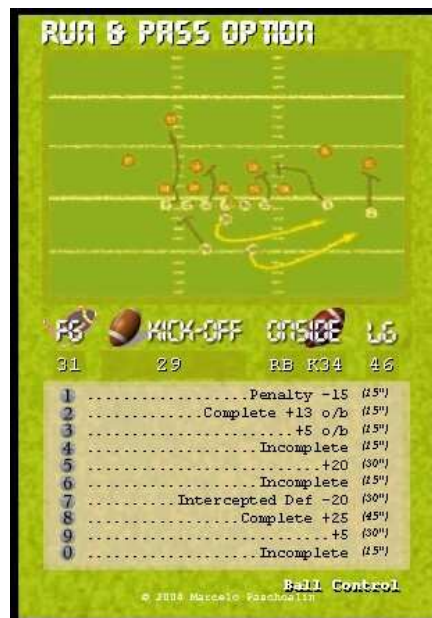 RUN & PASS OPTION
FG KICK-OFF ONSIDE LG
31 29 RB K34 46
1 ........................Penalty -15 (15")
2 ..................Complete +13 o/b (15")
3 ..............................+5 o/b (15")
4 .........................Incomplete (15")
5 ...................................+20 (30")
6 .........................Incomplete (15")
7 ...............Intercepted Def -20 (30")
8 .......................Complete +25 (45")
9 ....................................+5 (30")
0 .........................Incomplete (15")
Ball Control
© 2004 Marcelo Paschoalin